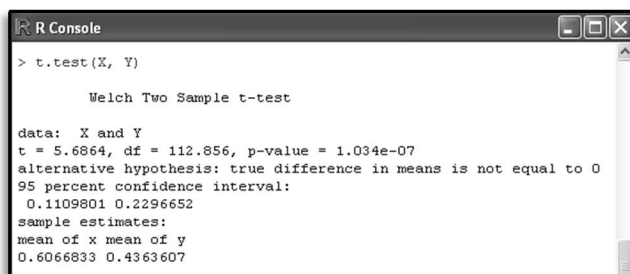 R Console
> t.test(X, Y)
Welch Two Sample t-test
data:  X and Y
t = 5.6864, df = 112.856, p-value = 1.034e-07
alternative hypothesis: true difference in means is not equal to 0
95 percent confidence interval:
0.1109801 0.2296652
sample estimates:
mean of x mean of y
0.6066833 0.4363607